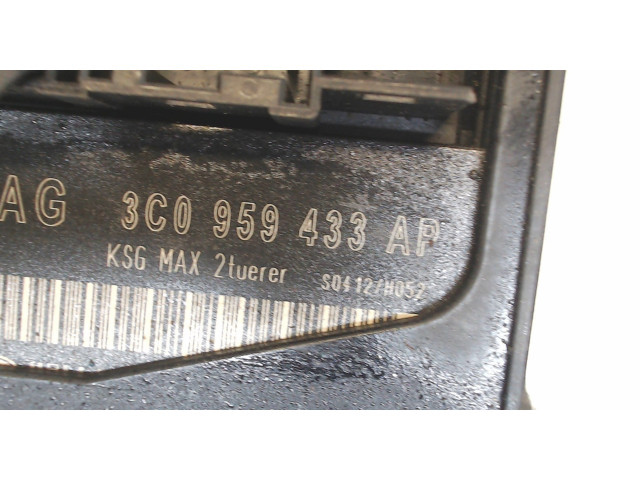 AG 3C0 959 433 AP
KSG MAX 2tuerer S0412/H052